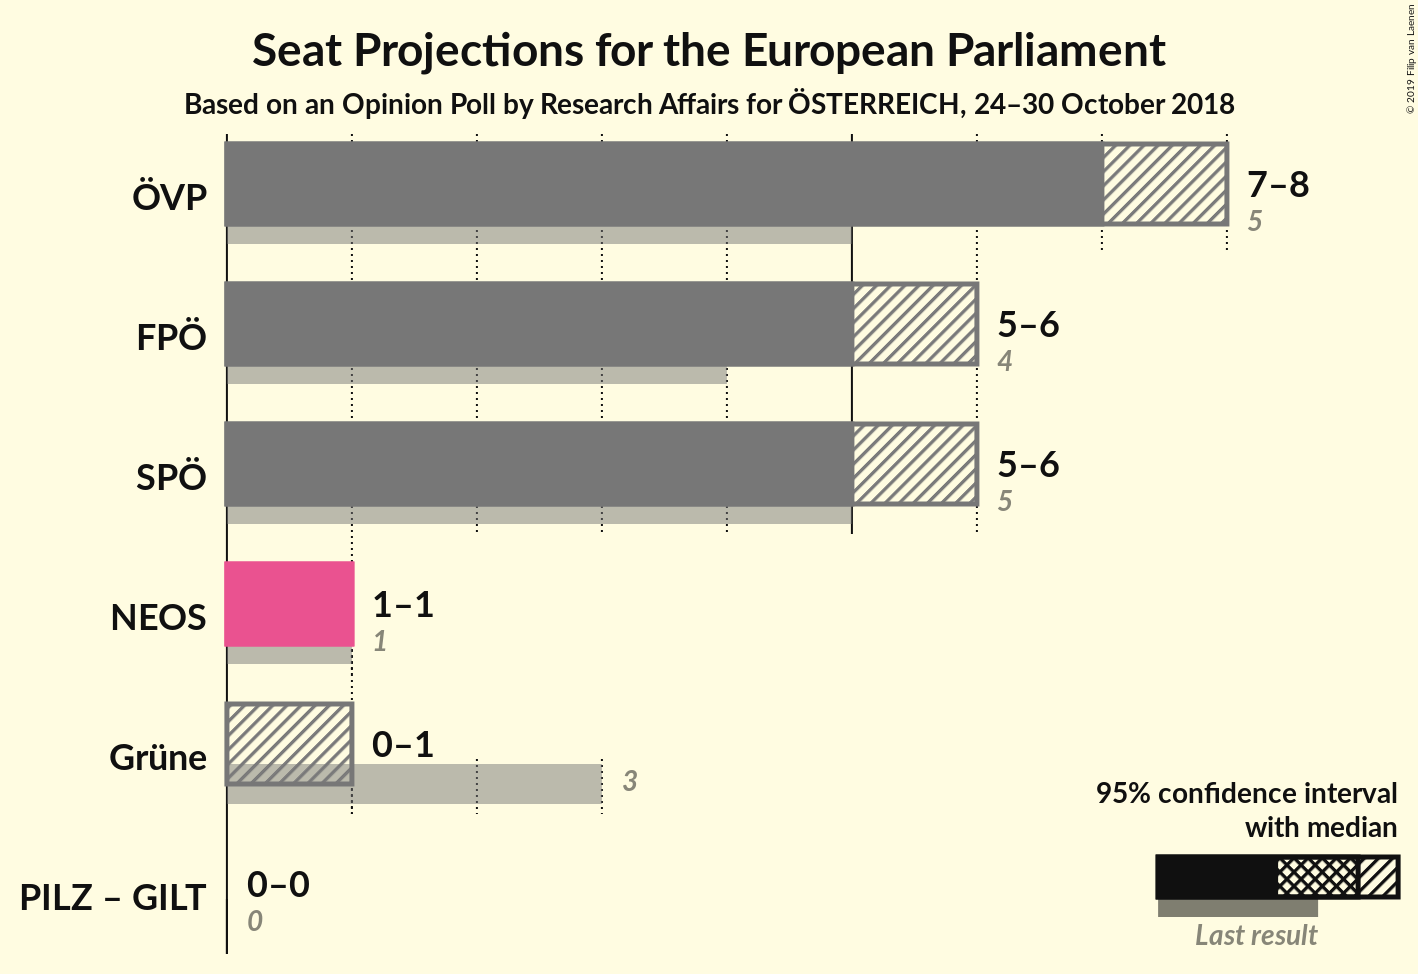 Seat Projections for the European Parliament
Based on an Opinion Poll by Research Affairs for ÖSTERREICH, 24–30 October 2018
© 2019 Filip van Laenen
ÖVP
7–8
5
FPÖ
5–6
4
SPÖ
5–6
5
NEOS
1–1
1
Grüne
0–1
3
PILZ – GILT
0–0
0
95% confidence interval
with median
Last result